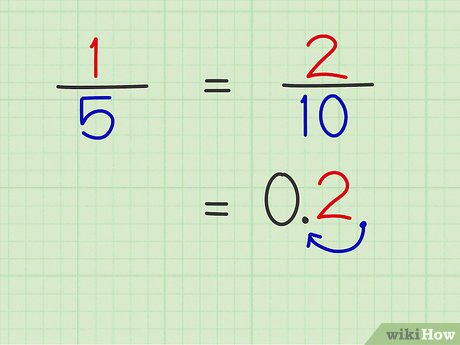 1/5 = 2/10
= 0.2
wikiHow